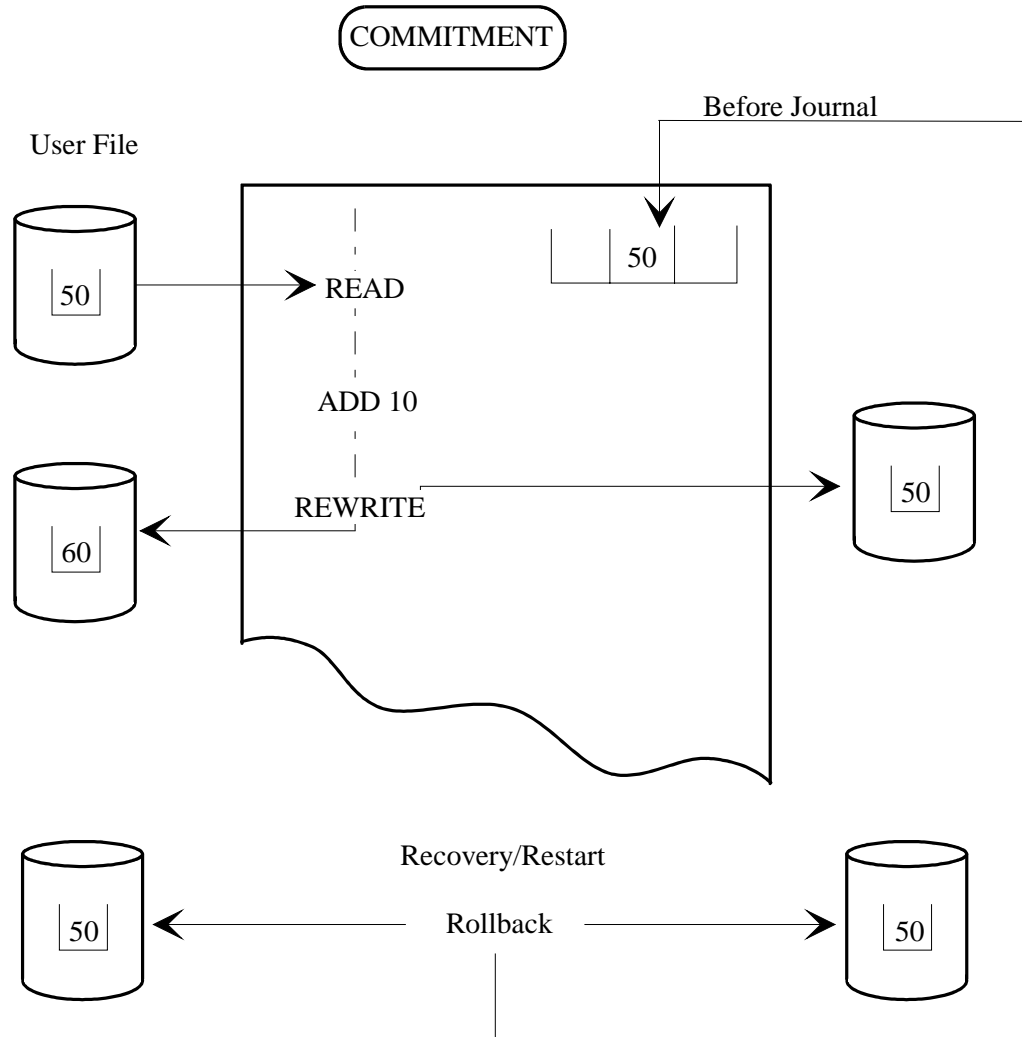 COMMITMENT
Before Journal
User File
50
50
READ
ADD 10
REWRITE
50
60
Recovery/Restart
50
Rollback
50